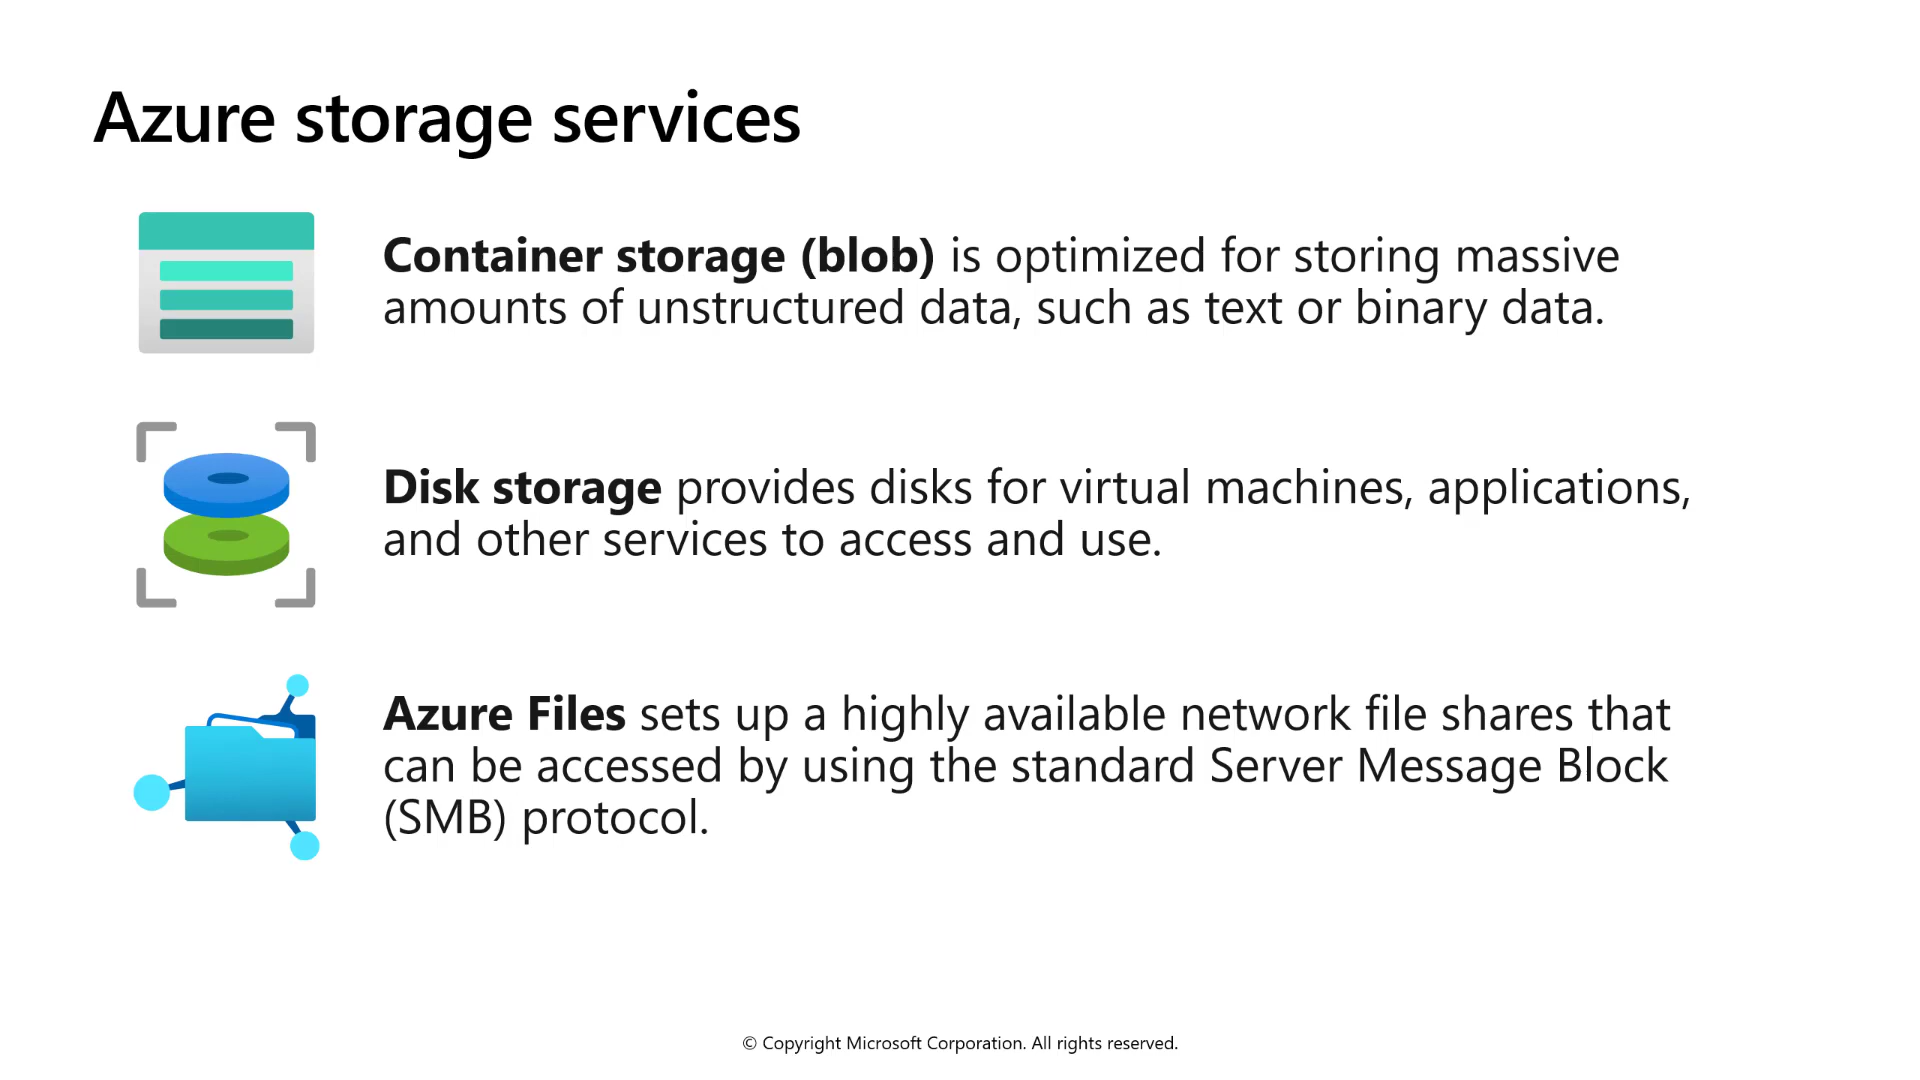 Azure storage services
Container storage (blob) is optimized for storing massive
amounts of unstructured data, such as text or binary data.
Disk storage provides disks for virtual machines, applications,
and other services to access and use.
Azure Files sets up a highly available network file shares that
can be accessed by using the standard Server Message Block
(SMB) protocol.
© Copyright Microsoft Corporation. All rights reserved.